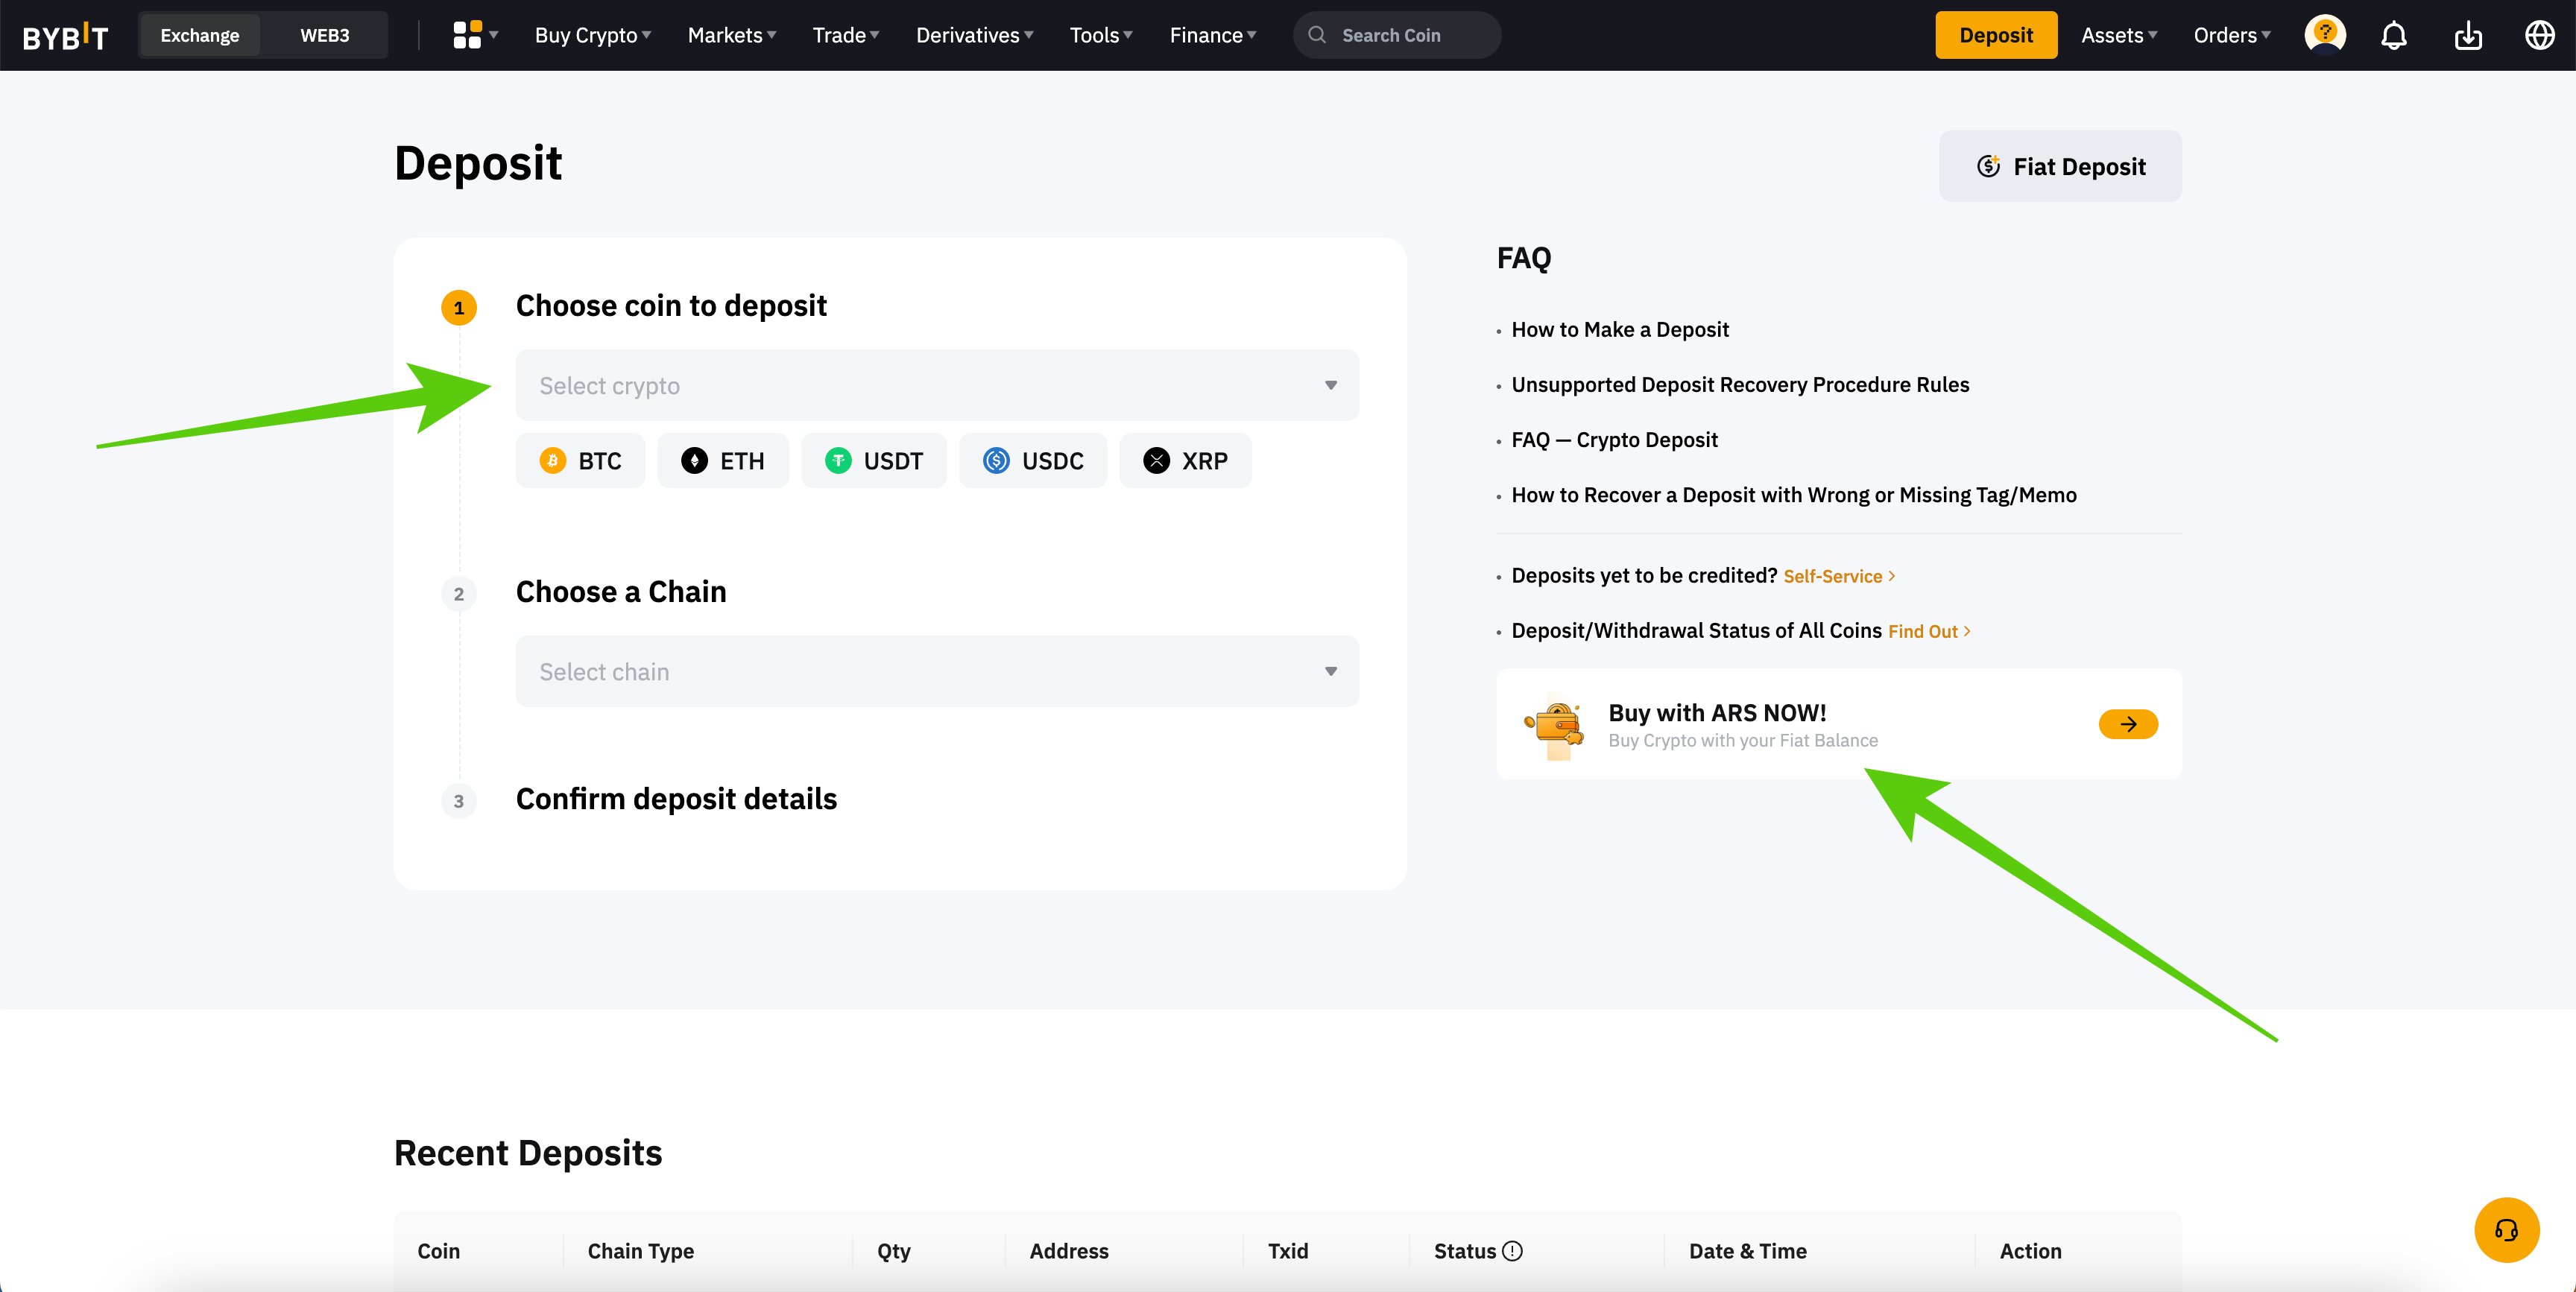 BYBIT Exchange WEB3 Buy Crypto Markets Trade Derivatives Tools Finance Search Coin Deposit Assets Orders
Deposit
Fiat Deposit
1 Choose coin to deposit
Select crypto
BTC ETH USDT USDC XRP
2 Choose a Chain
Select chain
3 Confirm deposit details
FAQ
How to Make a Deposit
Unsupported Deposit Recovery Procedure Rules
FAQ — Crypto Deposit
How to Recover a Deposit with Wrong or Missing Tag/Memo
Deposits yet to be credited? Self-Service >
Deposit/Withdrawal Status of All Coins Find Out >
Buy with ARS NOW!
Buy Crypto with your Fiat Balance
Recent Deposits
Coin Chain Type Qty Address Txid Status Date & Time Action